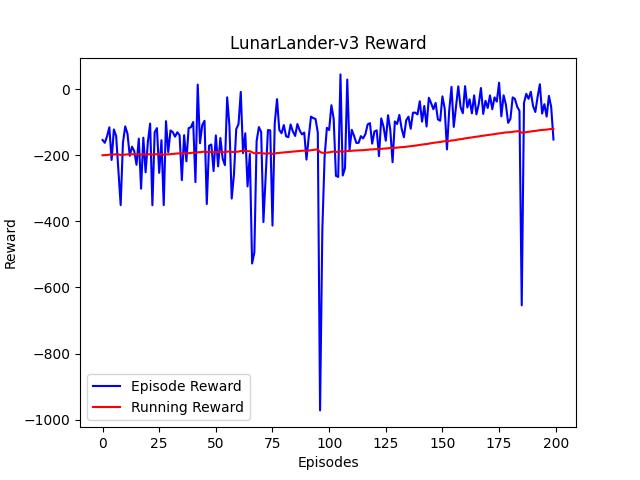 LunarLander-v3 Reward
0
−200
−400
−600
−800
−1000
Reward
Episode Reward
Running Reward
0 25 50 75 100 125 150 175 200
Episodes